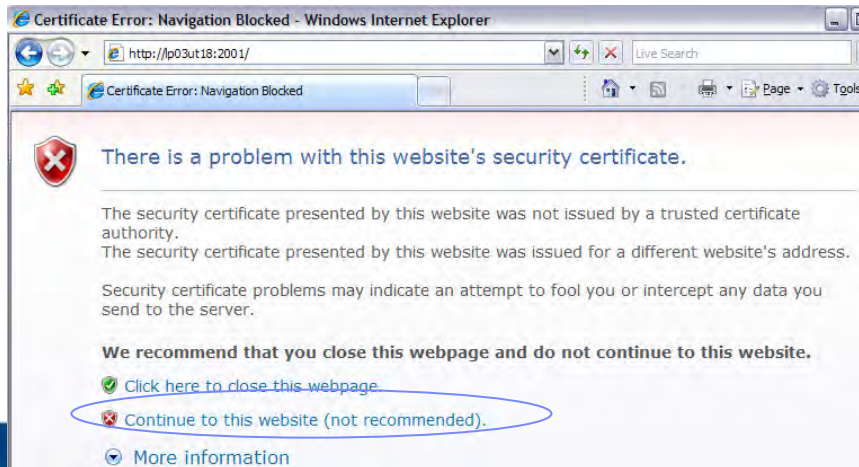 Certificate Error: Navigation Blocked - Windows Internet Explorer
http://lp03ut18:2001/
Live Search
Certificate Error: Navigation Blocked
Page
Tools
There is a problem with this website's security certificate.
The security certificate presented by this website was not issued by a trusted certificate
authority.
The security certificate presented by this website was issued for a different website's address.
Security certificate problems may indicate an attempt to fool you or intercept any data you
send to the server.
We recommend that you close this webpage and do not continue to this website.
Click here to close this webpage.
Continue to this website (not recommended).
More information